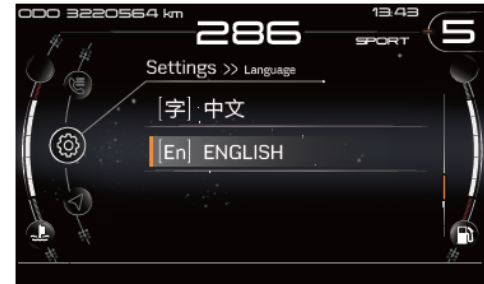 ODO 3220564 km
286
13:43
SPORT
5
Settings >> Language
[字] 中文
[En] ENGLISH